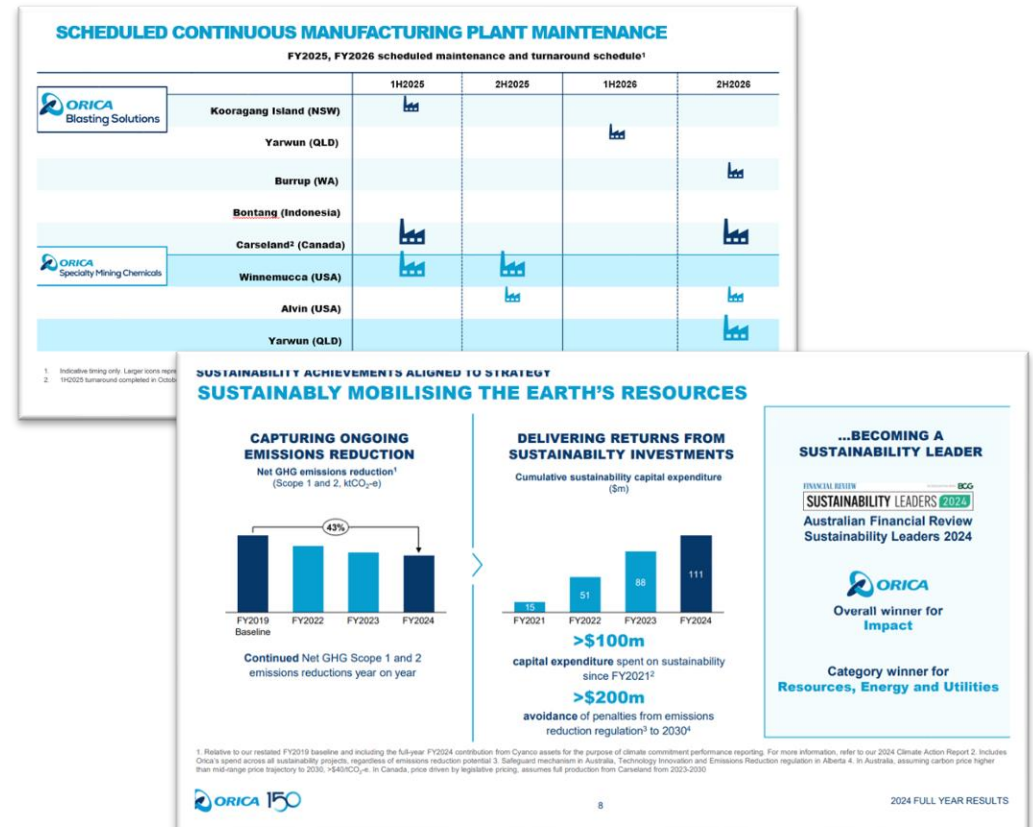 SCHEDULED CONTINUOUS MANUFACTURING PLANT MAINTENANCE
FY2025, FY2026 scheduled maintenance and turnaround schedule¹
1H2025 2H2025 1H2026 2H2026
ORICA
Blasting Solutions
Kooragang Island (NSW)
Yarwun (QLD)
Burrup (WA)
Bontang (Indonesia)
Carseland² (Canada)
ORICA
Specialty Mining Chemicals
Winnemucca (USA)
Alvin (USA)
Yarwun (QLD)
1. Indicative timing only. Larger icons
2. 1H2025 turnaround completed in
SUSTAINABILITY ACHIEVEMENTS ALIGNED TO STRATEGY
SUSTAINABLY MOBILISING THE EARTH'S RESOURCES
CAPTURING ONGOING
EMISSIONS REDUCTION
Net GHG emissions reduction¹
(Scope 1 and 2, ktCO₂-e)
43%
FY2019 FY2022 FY2023 FY2024
Baseline
Continued Net GHG Scope 1 and 2
emissions reductions year on year
DELIVERING RETURNS FROM
SUSTAINABILTY INVESTMENTS
Cumulative sustainability capital expenditure
($m)
15 51 88 111
FY2021 FY2022 FY2023 FY2024
>$100m
capital expenditure spent on sustainability
since FY2021²
>$200m
avoidance of penalties from emissions
reduction regulation³ to 2030⁴
...BECOMING A
SUSTAINABILITY LEADER
FINANCIAL REVIEW BCG
SUSTAINABILITY LEADERS 2024
Australian Financial Review
Sustainability Leaders 2024
ORICA
Overall winner for
Impact
Category winner for
Resources, Energy and Utilities
1. Relative to our restated FY2019 baseline and including the full-year FY2024 contribution from Cyanco assets for the purpose of climate commitment performance reporting. For more information, refer to our 2024 Climate Action Report 2. Includes
Orica's spend across all sustainability projects, regardless of emissions reduction potential 3. Safeguard mechanism in Australia, Technology Innovation and Emissions Reduction regulation in Alberta 4. In Australia, assuming carbon price higher
than mid-range price trajectory to 2030, >$40/tCO₂-e. In Canada, price driven by legislative pricing, assumes full production from Carseland from 2023-2030
ORICA 150
8
2024 FULL YEAR RESULTS